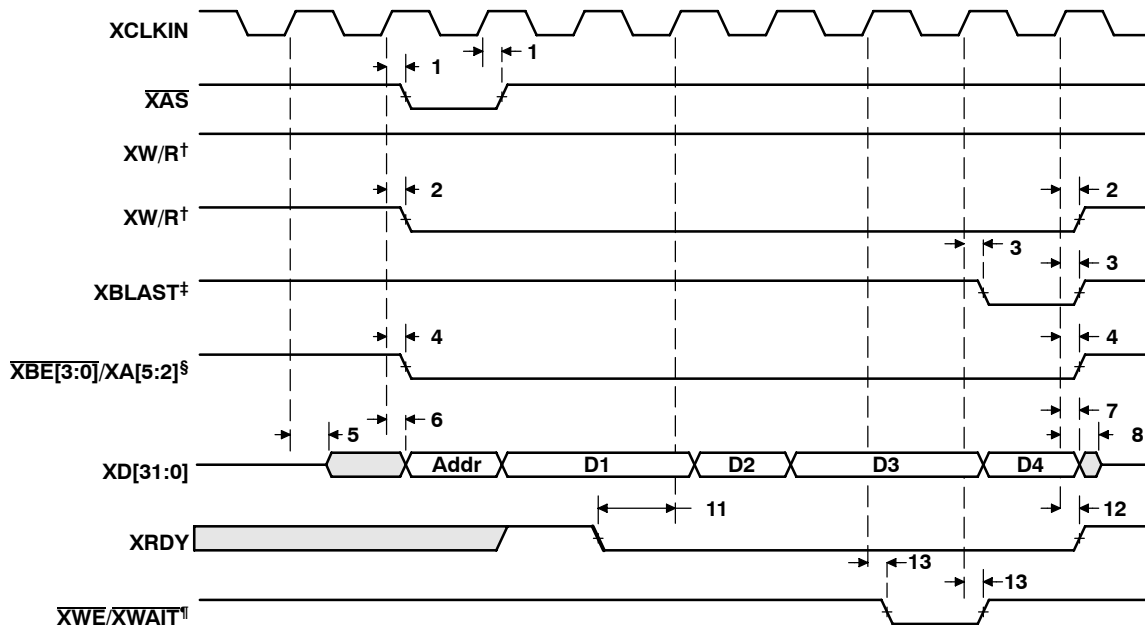 XCLKIN
1
1
XAS
XW/R†
2
2
XW/R†
3
3
XBLAST‡
4
4
XBE[3:0]/XA[5:2]§
6
7
5
8
XD[31:0]
Addr
D1
D2
D3
D4
11
12
XRDY
13
13
XWE/XWAIT¶